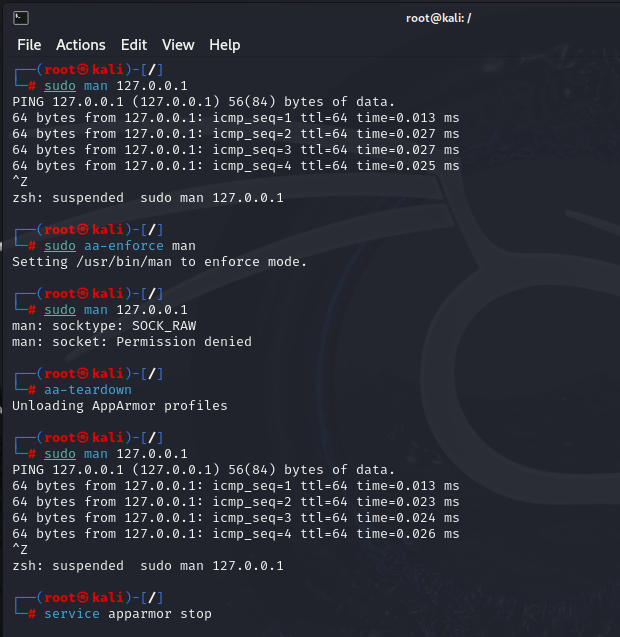 root@kali: /
File Actions Edit View Help
┌──(root㉿kali)-[/]
└─# sudo man 127.0.0.1
PING 127.0.0.1 (127.0.0.1) 56(84) bytes of data.
64 bytes from 127.0.0.1: icmp_seq=1 ttl=64 time=0.013 ms
64 bytes from 127.0.0.1: icmp_seq=2 ttl=64 time=0.027 ms
64 bytes from 127.0.0.1: icmp_seq=3 ttl=64 time=0.027 ms
64 bytes from 127.0.0.1: icmp_seq=4 ttl=64 time=0.025 ms
^Z
zsh: suspended  sudo man 127.0.0.1
┌──(root㉿kali)-[/]
└─# sudo aa-enforce man
Setting /usr/bin/man to enforce mode.
┌──(root㉿kali)-[/]
└─# sudo man 127.0.0.1
man: socktype: SOCK_RAW
man: socket: Permission denied
┌──(root㉿kali)-[/]
└─# aa-teardown
Unloading AppArmor profiles
┌──(root㉿kali)-[/]
└─# sudo man 127.0.0.1
PING 127.0.0.1 (127.0.0.1) 56(84) bytes of data.
64 bytes from 127.0.0.1: icmp_seq=1 ttl=64 time=0.013 ms
64 bytes from 127.0.0.1: icmp_seq=2 ttl=64 time=0.023 ms
64 bytes from 127.0.0.1: icmp_seq=3 ttl=64 time=0.024 ms
64 bytes from 127.0.0.1: icmp_seq=4 ttl=64 time=0.026 ms
^Z
zsh: suspended  sudo man 127.0.0.1
┌──(root㉿kali)-[/]
└─# service apparmor stop